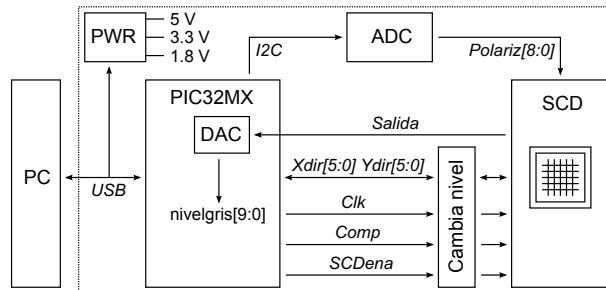 PWR
5 V
3.3 V
1.8 V
I2C
ADC
Polariz[8:0]
PC
USB
PIC32MX
DAC
nivelgris[9:0]
Salida
Xdir[5:0] Ydir[5:0]
Clk
Comp
SCDena
Cambia nivel
SCD